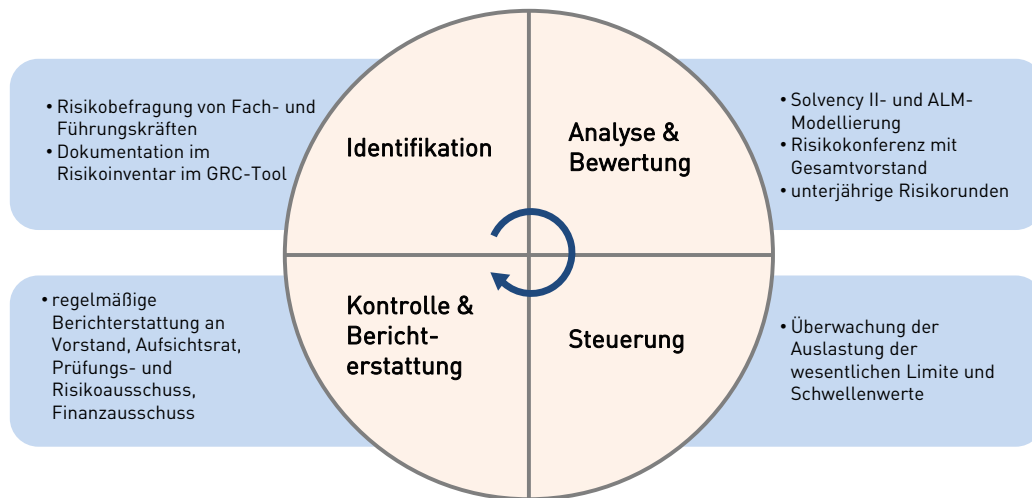 • Risikobefragung von Fach- und
Führungskräften
• Dokumentation im
Risikoinventar im GRC-Tool
Identifikation
Analyse &
Bewertung
• Solvency II- und ALM-
Modellierung
• Risikokonferenz mit
Gesamtvorstand
• unterjährige Risikorunden
• regelmäßige
Berichterstattung an
Vorstand, Aufsichtsrat,
Prüfungs- und
Risikoausschuss,
Finanzausschuss
Kontrolle &
Bericht-
erstattung
Steuerung
• Überwachung der
Auslastung der
wesentlichen Limite und
Schwellenwerte